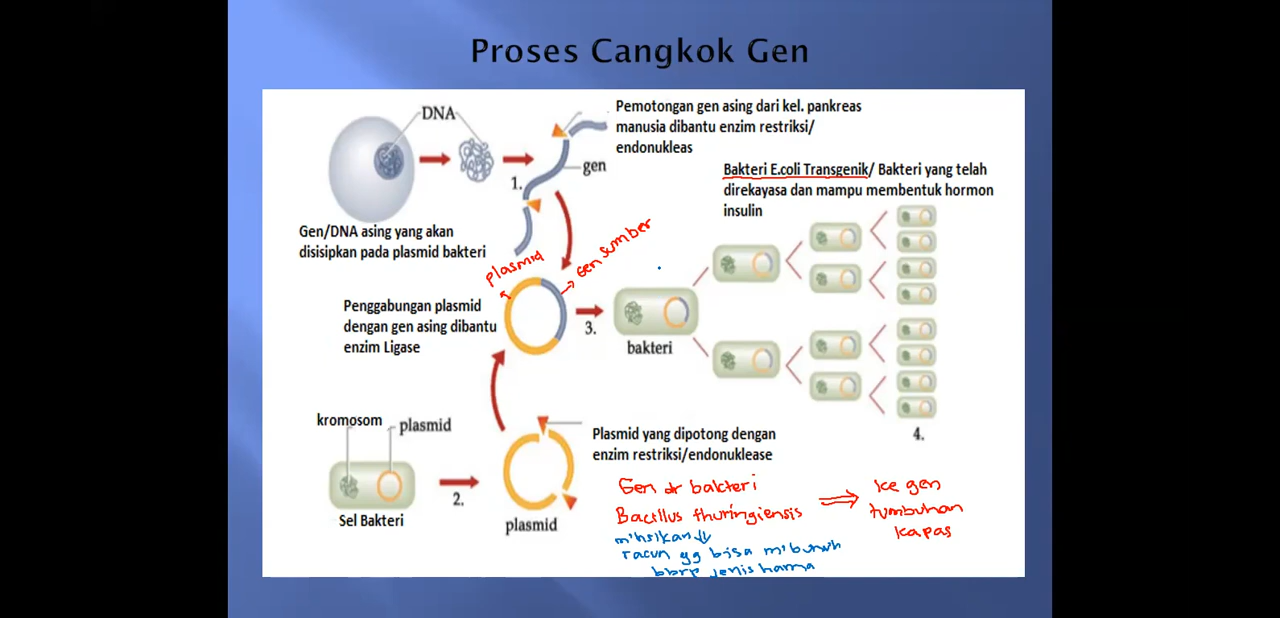 Proses Cangkok Gen
DNA
Pemotongan gen asing dari kel. pankreas
manusia dibantu enzim restriksi/
endonukleas
gen
1.
Bakteri E.coli Transgenik/ Bakteri yang telah
direkayasa dan mampu membentuk hormon
insulin
Gen/DNA asing yang akan
disisipkan pada plasmid bakteri
plasmid
Gen sumber
Penggabungan plasmid
dengan gen asing dibantu
enzim Ligase
3.
bakteri
4.
kromosom
plasmid
Sel Bakteri
2.
plasmid
Plasmid yang dipotong dengan
enzim restriksi/endonuklease
Gen dr bakteri
Bacillus thuringiensis
m'hslkan
racun yg bisa m'bunuh
bbrp jenis hama
ke gen
tumbuhan
kapas